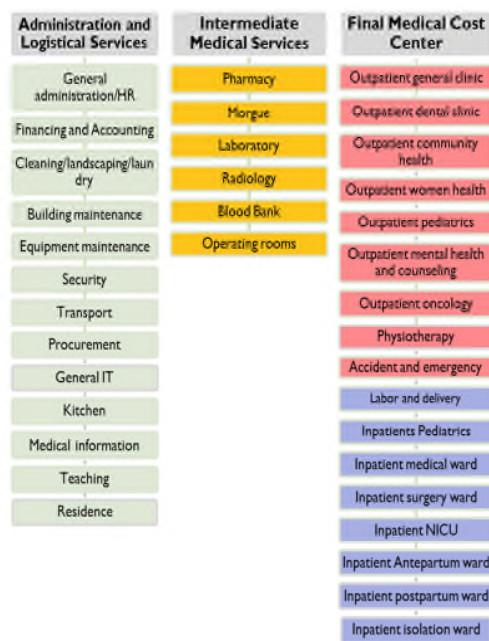 Administration and
Logistical Services
General
administration/HR
Financing and Accounting
Cleaning/landscaping/laun
dry
Building maintenance
Equipment maintenance
Security
Transport
Procurement
General IT
Kitchen
Medical information
Teaching
Residence
Intermediate
Medical Services
Pharmacy
Morgue
Laboratory
Radiology
Blood Bank
Operating rooms
Final Medical Cost
Center
Outpatient general clinic
Outpatient dental clinic
Outpatient community
health
Outpatient women health
Outpatient pediatrics
Outpatient mental health
and counseling
Outpatient oncology
Physiotherapy
Accident and emergency
Labor and delivery
Inpatients Pediatrics
Inpatient medical ward
Inpatient surgery ward
Inpatient NICU
Inpatient Antepartum ward
Inpatient postpartum ward
Inpatient isolation ward